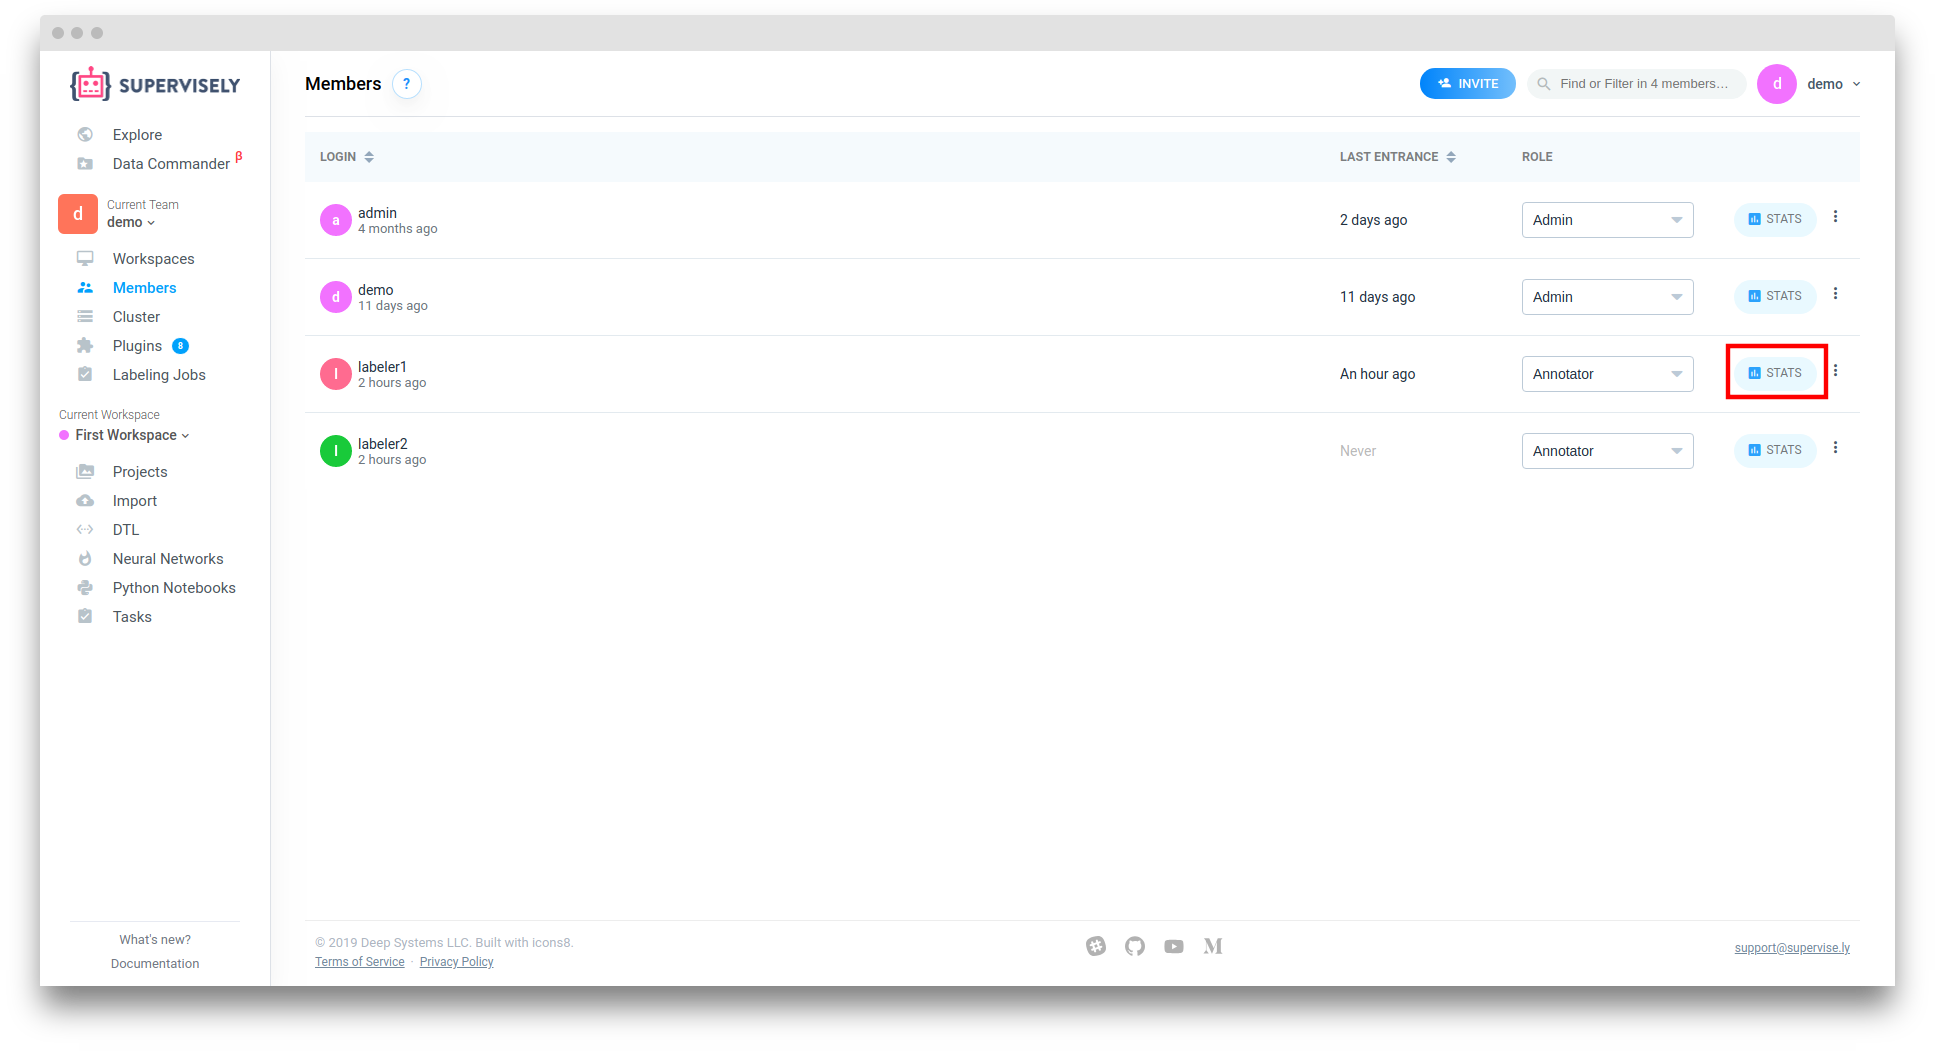 SUPERVISELY
Explore
Data Commander β
d
Current Team
demo
Workspaces
Members
Cluster
Plugins 8
Labeling Jobs
Current Workspace
First Workspace
Projects
Import
DTL
Neural Networks
Python Notebooks
Tasks
What's new?
Documentation
Members ?
INVITE
Find or Filter in 4 members...
d demo
LOGIN LAST ENTRANCE ROLE
a admin
4 months ago
2 days ago Admin STATS
d demo
11 days ago
11 days ago Admin STATS
l labeler1
2 hours ago
An hour ago Annotator STATS
l labeler2
2 hours ago
Never Annotator STATS
© 2019 Deep Systems LLC. Built with icons8.
Terms of Service · Privacy Policy
M
support@supervise.ly